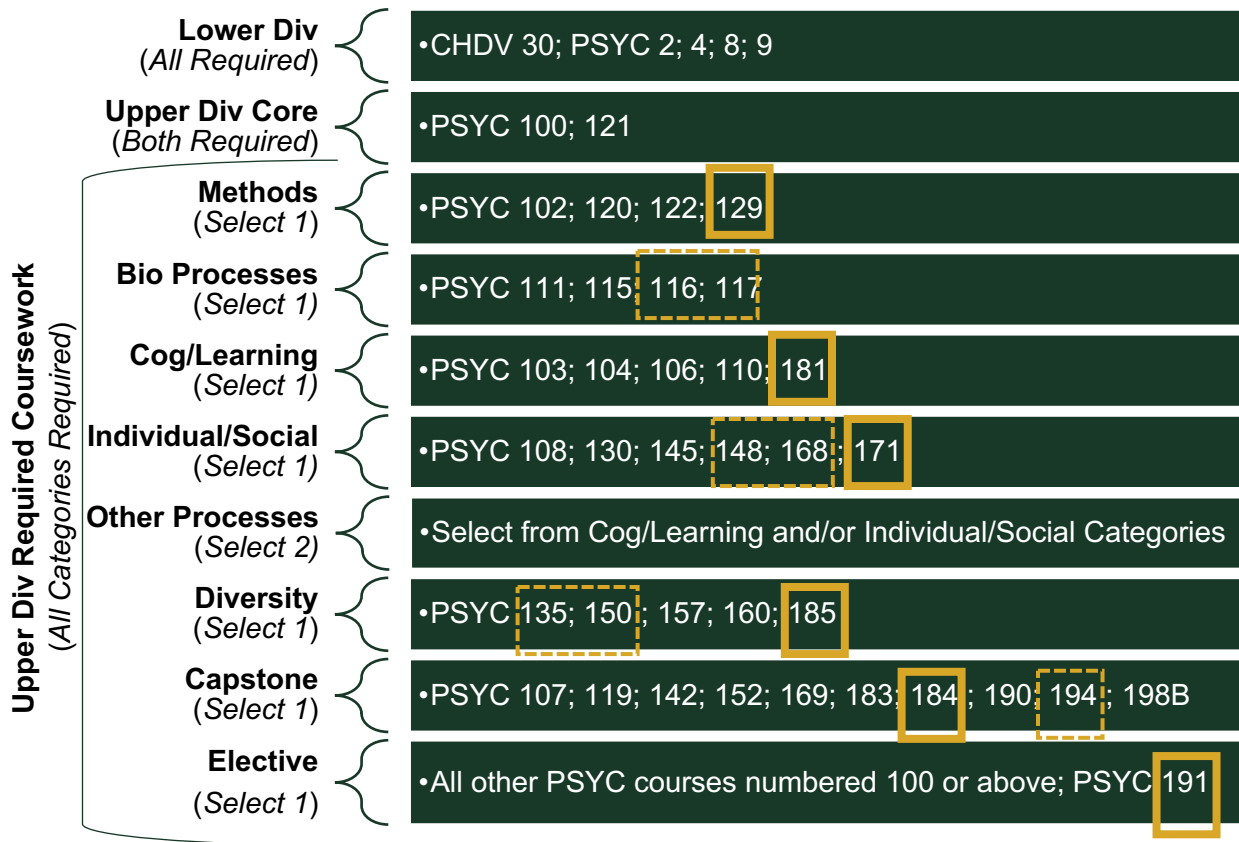 Lower Div
(All Required)
•CHDV 30; PSYC 2; 4; 8; 9
Upper Div Core
(Both Required)
•PSYC 100; 121
Upper Div Required Coursework
(All Categories Required)
Methods
(Select 1)
•PSYC 102; 120; 122; 129
Bio Processes
(Select 1)
•PSYC 111; 115; 116; 117
Cog/Learning
(Select 1)
•PSYC 103; 104; 106; 110; 181
Individual/Social
(Select 1)
•PSYC 108; 130; 145; 148; 168 ; 171
Other Processes
(Select 2)
•Select from Cog/Learning and/or Individual/Social Categories
Diversity
(Select 1)
•PSYC 135; 150 ; 157; 160; 185
Capstone
(Select 1)
•PSYC 107; 119; 142; 152; 169; 183; 184 ; 190; 194 ; 198B
Elective
(Select 1)
•All other PSYC courses numbered 100 or above; PSYC 191